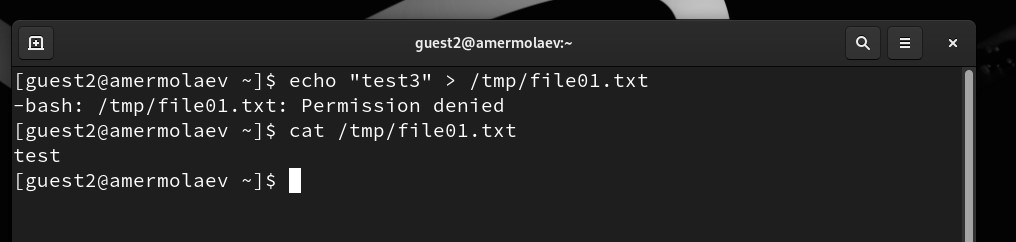 guest2@amermolaev:~
[guest2@amermolaev ~]$ echo "test3" > /tmp/file01.txt
-bash: /tmp/file01.txt: Permission denied
[guest2@amermolaev ~]$ cat /tmp/file01.txt
test
[guest2@amermolaev ~]$